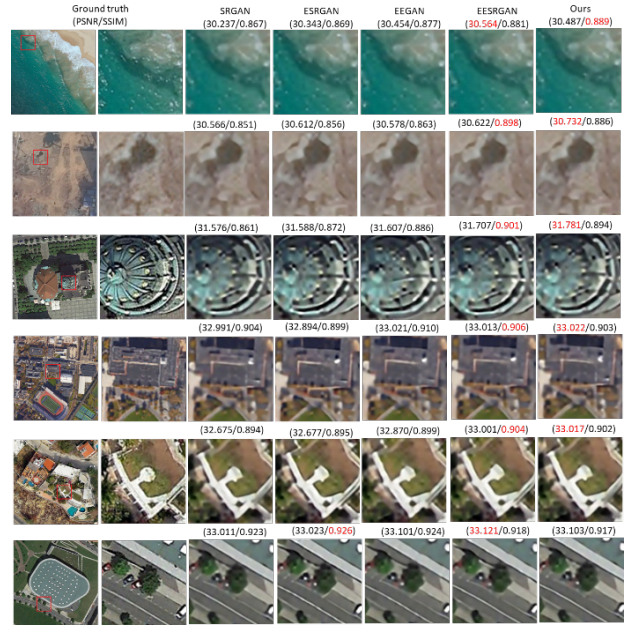 Ground truth SRGAN ESRGAN EEGAN EESRGAN Ours
(PSNR/SSIM) (30.237/0.867) (30.343/0.869) (30.454/0.877) (30.564/0.881) (30.487/0.889)
(30.566/0.851) (30.612/0.856) (30.578/0.863) (30.622/0.898) (30.732/0.886)
(31.576/0.861) (31.588/0.872) (31.607/0.886) (31.707/0.901) (31.781/0.894)
(32.991/0.904) (32.894/0.899) (33.021/0.910) (33.013/0.906) (33.022/0.903)
(32.675/0.894) (32.677/0.895) (32.870/0.899) (33.001/0.904) (33.017/0.902)
(33.011/0.923) (33.023/0.926) (33.101/0.924) (33.121/0.918) (33.103/0.917)